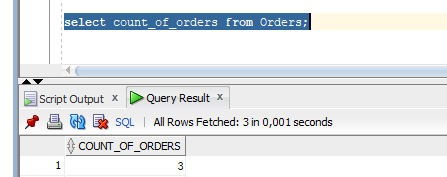 select count_of_orders from Orders;
Script Output x Query Result x
SQL | All Rows Fetched: 3 in 0,001 seconds
COUNT_OF_ORDERS
1 3